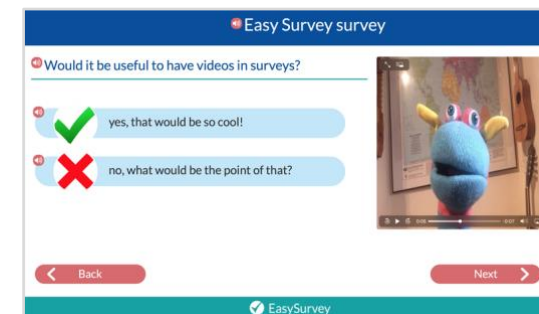 Easy Survey survey
Would it be useful to have videos in surveys?
yes, that would be so cool!
no, what would be the point of that?
Back
Next
EasySurvey